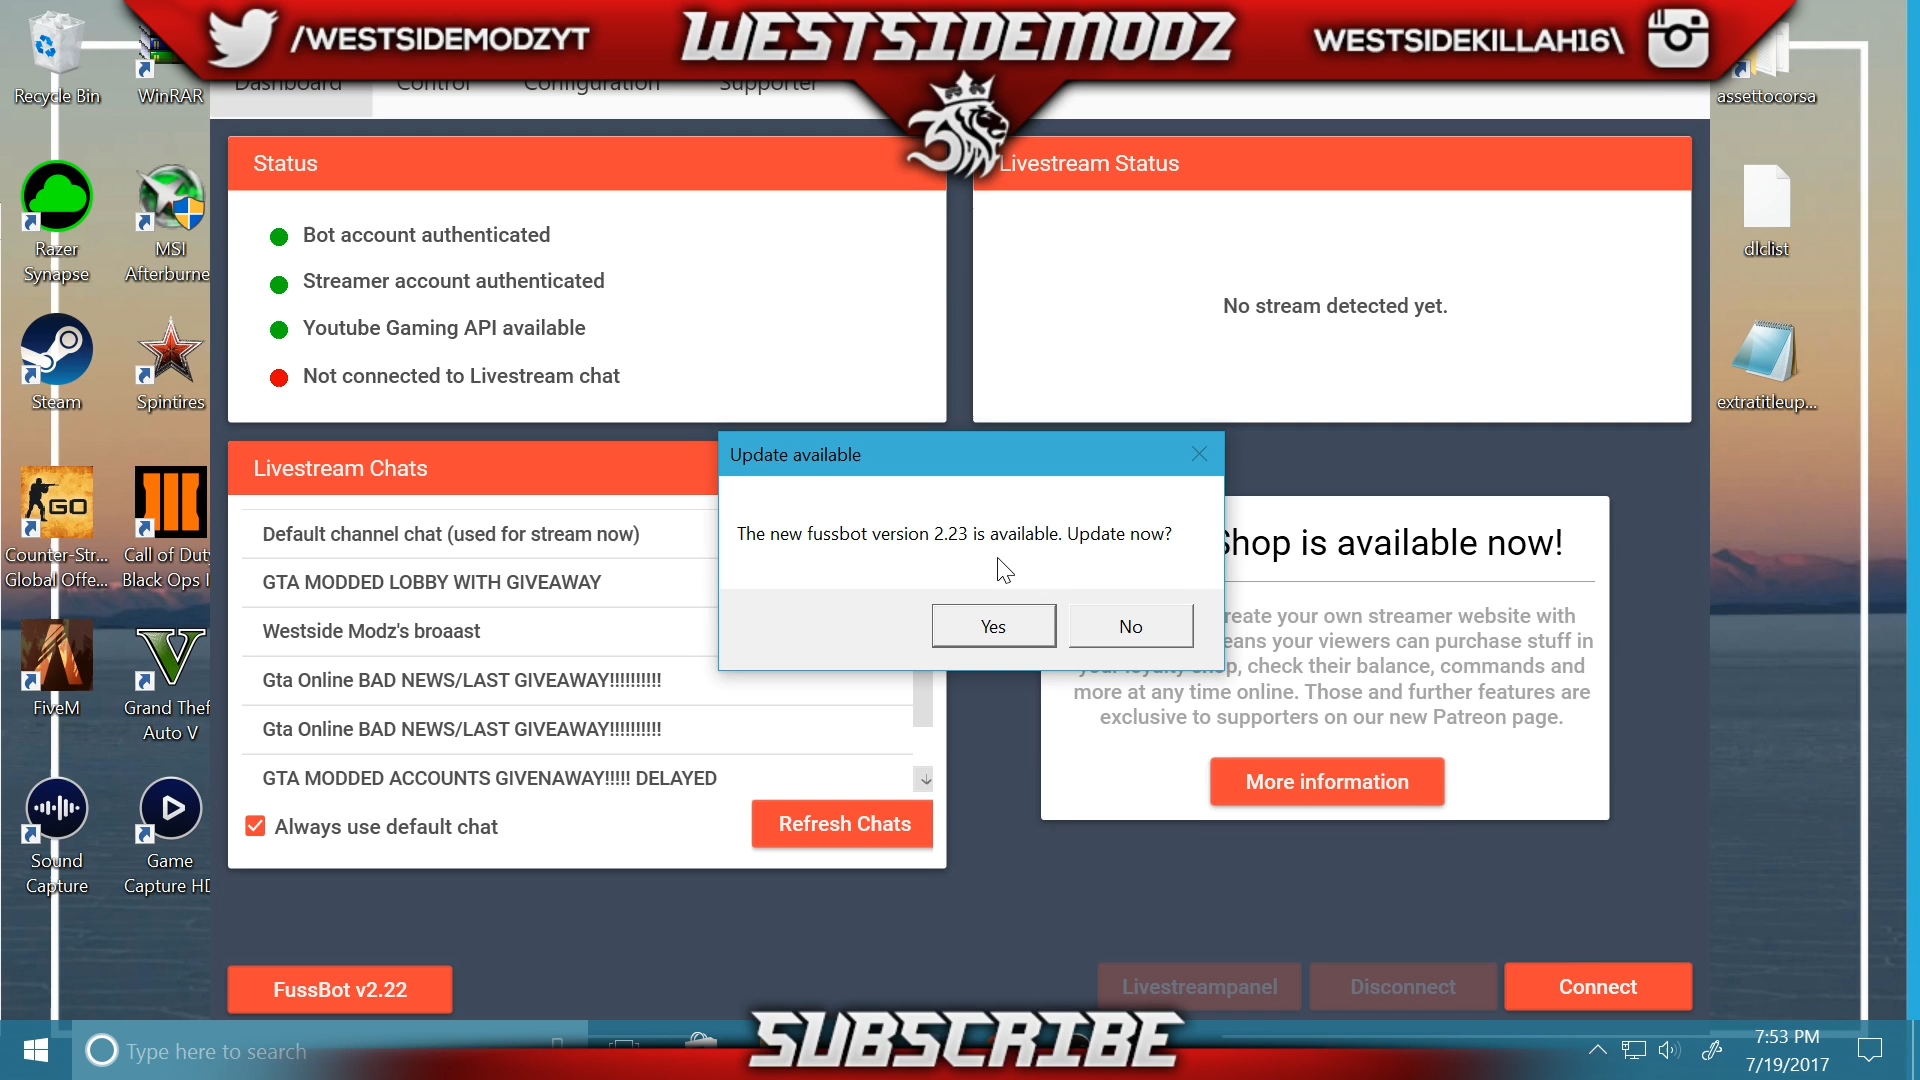 /WESTSIDEMODZYT
WESTSIDEMODZ
WESTSIDEKILLAH16\
Recycle Bin
WinRAR
Dashboard
Control
Configuration
Supporter
assettocorsa
Status
Livestream Status
Bot account authenticated
Streamer account authenticated
Youtube Gaming API available
Not connected to Livestream chat
No stream detected yet.
Razer
Synapse
MSI
Afterburne
dlclist
Steam
Spintires
extratitleup...
Livestream Chats
Default channel chat (used for stream now)
GTA MODDED LOBBY WITH GIVEAWAY
Westside Modz's broaast
Gta Online BAD NEWS/LAST GIVEAWAY!!!!!!!!!!
Gta Online BAD NEWS/LAST GIVEAWAY!!!!!!!!!!
GTA MODDED ACCOUNTS GIVENAWAY!!!!! DELAYED
Always use default chat
Refresh Chats
Update available
The new fussbot version 2.23 is available. Update now?
Yes
No
Shop is available now!
reate your own streamer website with
eans your viewers can purchase stuff in
your loyalty shop, check their balance, commands and
more at any time online. Those and further features are
exclusive to supporters on our new Patreon page.
More information
GO
Counter-Str...
Global Offe...
Call of Duty
Black Ops I
FiveM
Grand Thef
Auto V
Sound
Capture
Game
Capture HD
FussBot v2.22
Livestreampanel
Disconnect
Connect
SUBSCRIBE
Type here to search
7:53 PM
7/19/2017